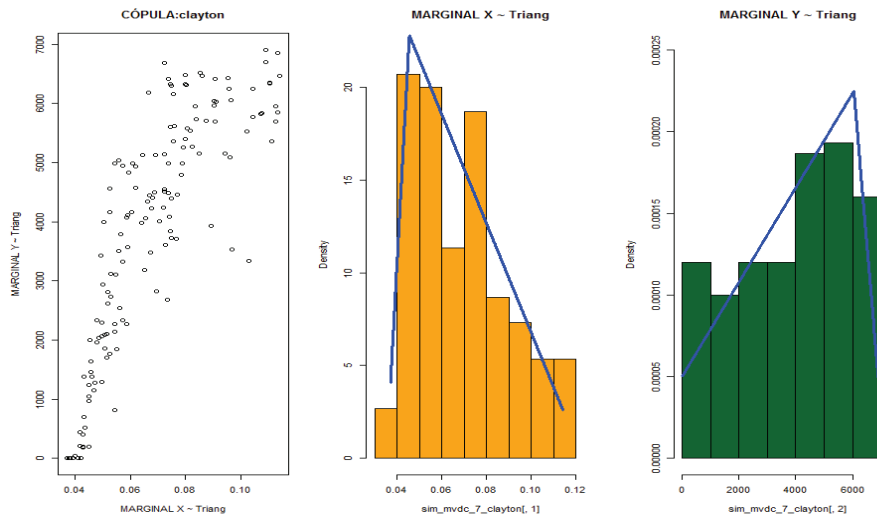 CÓPULA:clayton
MARGINAL Y ~ Triang
7000
6000
5000
4000
3000
2000
1000
0
0.04 0.06 0.08 0.10
MARGINAL X ~ Triang
MARGINAL X ~ Triang
Density
20
15
10
5
0
0.04 0.06 0.08 0.10 0.12
sim_mvdc_7_clayton[, 1]
MARGINAL Y ~ Triang
Density
0.00025
0.00020
0.00015
0.00010
0.00005
0.00000
0 2000 4000 6000
sim_mvdc_7_clayton[, 2]